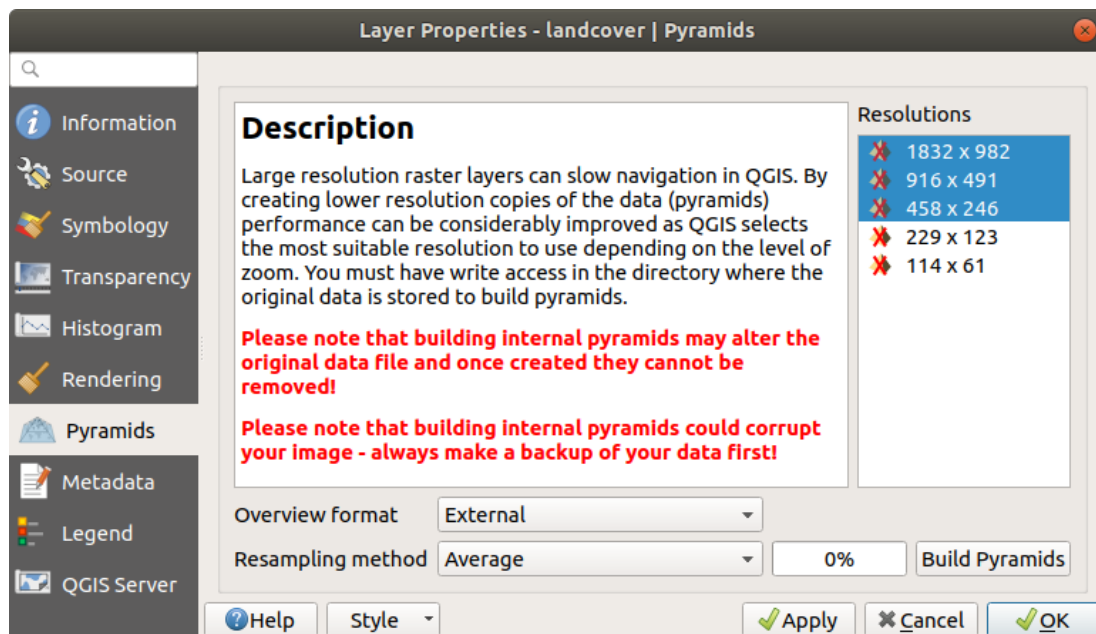 Layer Properties - landcover | Pyramids
Information
Source
Symbology
Transparency
Histogram
Rendering
Pyramids
Metadata
Legend
QGIS Server
Description
Large resolution raster layers can slow navigation in QGIS. By
creating lower resolution copies of the data (pyramids)
performance can be considerably improved as QGIS selects
the most suitable resolution to use depending on the level of
zoom. You must have write access in the directory where the
original data is stored to build pyramids.
Please note that building internal pyramids may alter the
original data file and once created they cannot be
removed!
Please note that building internal pyramids could corrupt
your image - always make a backup of your data first!
Resolutions
1832 x 982
916 x 491
458 x 246
229 x 123
114 x 61
Overview format External
Resampling method Average 0% Build Pyramids
Help Style Apply Cancel OK